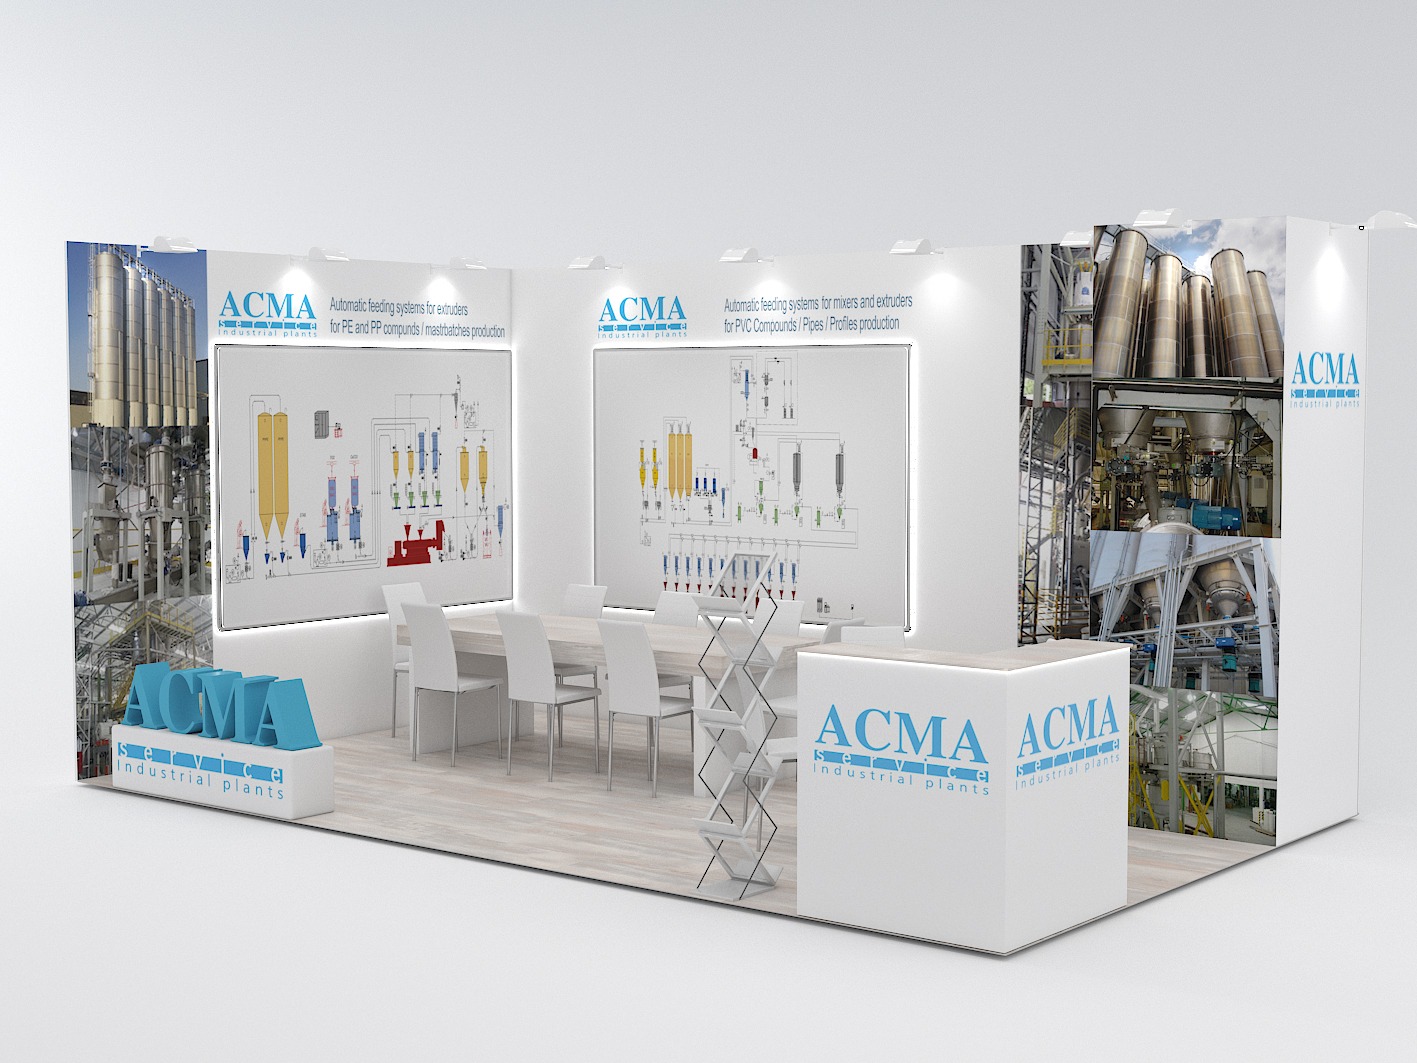 ACMA
service
industrial plants
Automatic feeding systems for extruders
for PE and PP compunds / mastrbatches production
ACMA
service
industrial plants
Automatic feeding systems for mixers and extruders
for PVC Compounds / Pipes / Profiles production
ACMA
service
industrial plants
ACMA
service
industrial plants
ACMA
service
industrial plants
ACMA
service
industrial plants